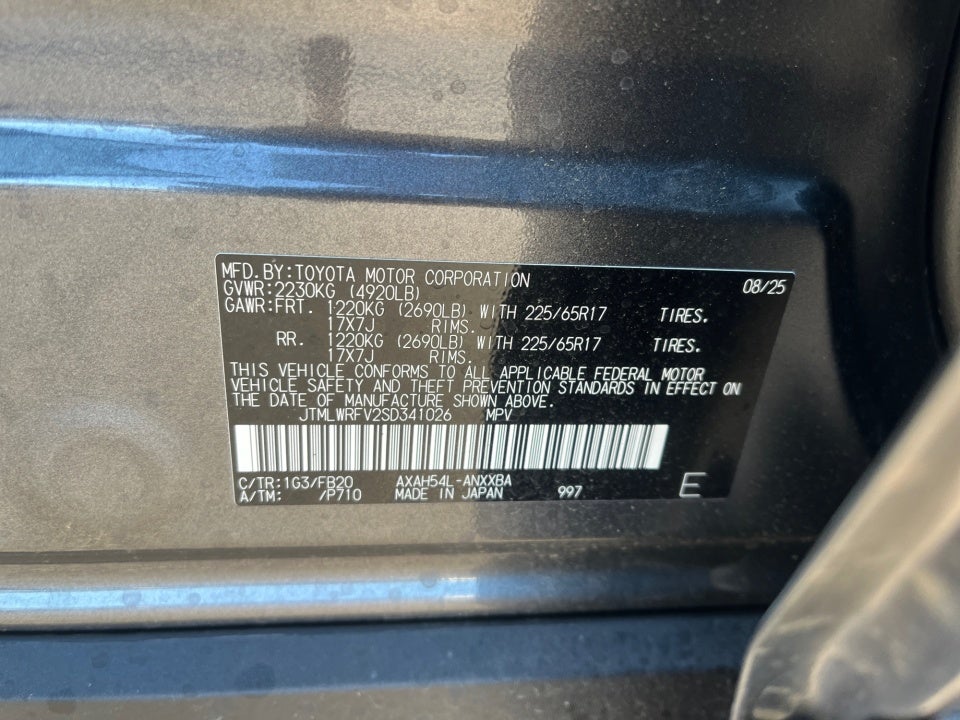 MFD.BY:TOYOTA MOTOR CORPORATION 08/25
GVWR:2230KG (4920LB)
GAWR:FRT. 1220KG (2690LB) WITH 225/65R17 TIRES.
17X7J RIMS.
RR. 1220KG (2690LB) WITH 225/65R17 TIRES.
17X7J RIMS.
THIS VEHICLE CONFORMS TO ALL APPLICABLE FEDERAL MOTOR
VEHICLE SAFETY AND THEFT PREVENTION STANDARDS IN EFFECT ON
THE DATE OF MANUFACTURE SHOWN ABOVE.
JTMLWRFV2SD341026 MPV
C/TR:1G3/FB20 AXAH54L-ANXXBA
A/TM: /P710 MADE IN JAPAN 997 E